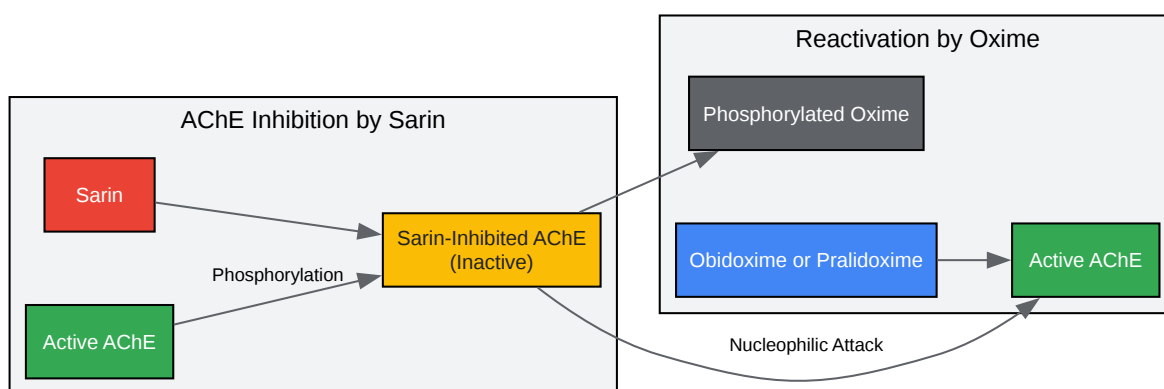 AChE Inhibition by Sarin
Sarin
Phosphorylation
Active AChE
Sarin-Inhibited AChE
(Inactive)
Reactivation by Oxime
Phosphorylated Oxime
Obidoxime or Pralidoxime
Active AChE
Nucleophilic Attack